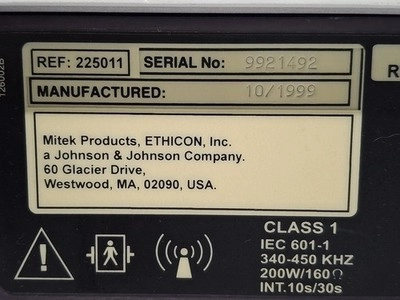 REF: 225011 SERIAL No: 9921492
MANUFACTURED: 10/1999
Mitek Products, ETHICON, Inc.
a Johnson & Johnson Company.
60 Glacier Drive,
Westwood, MA, 02090, USA.
CLASS 1
IEC 601-1
340-450 KHZ
200W/160Ω
INT.10s/30s
126002B
R